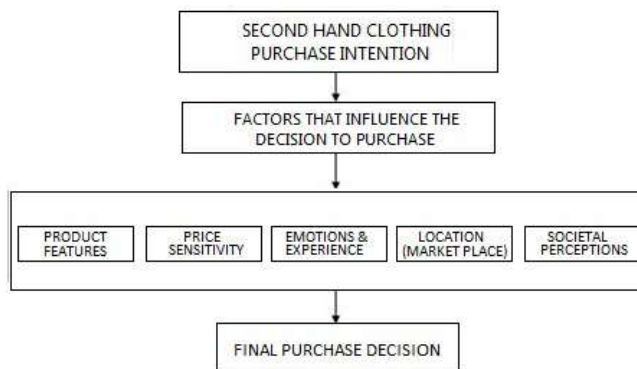 SECOND HAND CLOTHING
PURCHASE INTENTION
FACTORS THAT INFLUENCE THE
DECISION TO PURCHASE
PRODUCT
FEATURES
PRICE
SENSITIVITY
EMOTIONS &
EXPERIENCE
LOCATION
(MARKET PLACE)
SOCIETAL
PERCEPTIONS
FINAL PURCHASE DECISION